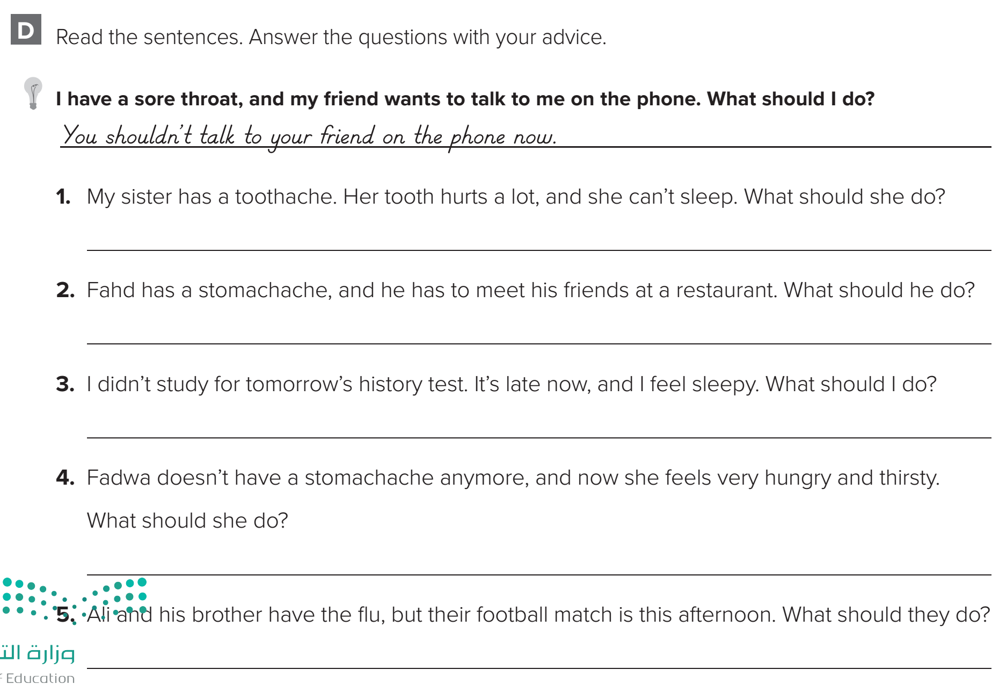 D Read the sentences. Answer the questions with your advice.
I have a sore throat, and my friend wants to talk to me on the phone. What should I do?
You shouldn't talk to your friend on the phone now.
1. My sister has a toothache. Her tooth hurts a lot, and she can't sleep. What should she do?
2. Fahd has a stomachache, and he has to meet his friends at a restaurant. What should he do?
3. I didn't study for tomorrow's history test. It's late now, and I feel sleepy. What should I do?
4. Fadwa doesn't have a stomachache anymore, and now she feels very hungry and thirsty.
What should she do?
5. Ali and his brother have the flu, but their football match is this afternoon. What should they do?
وزارة
Education